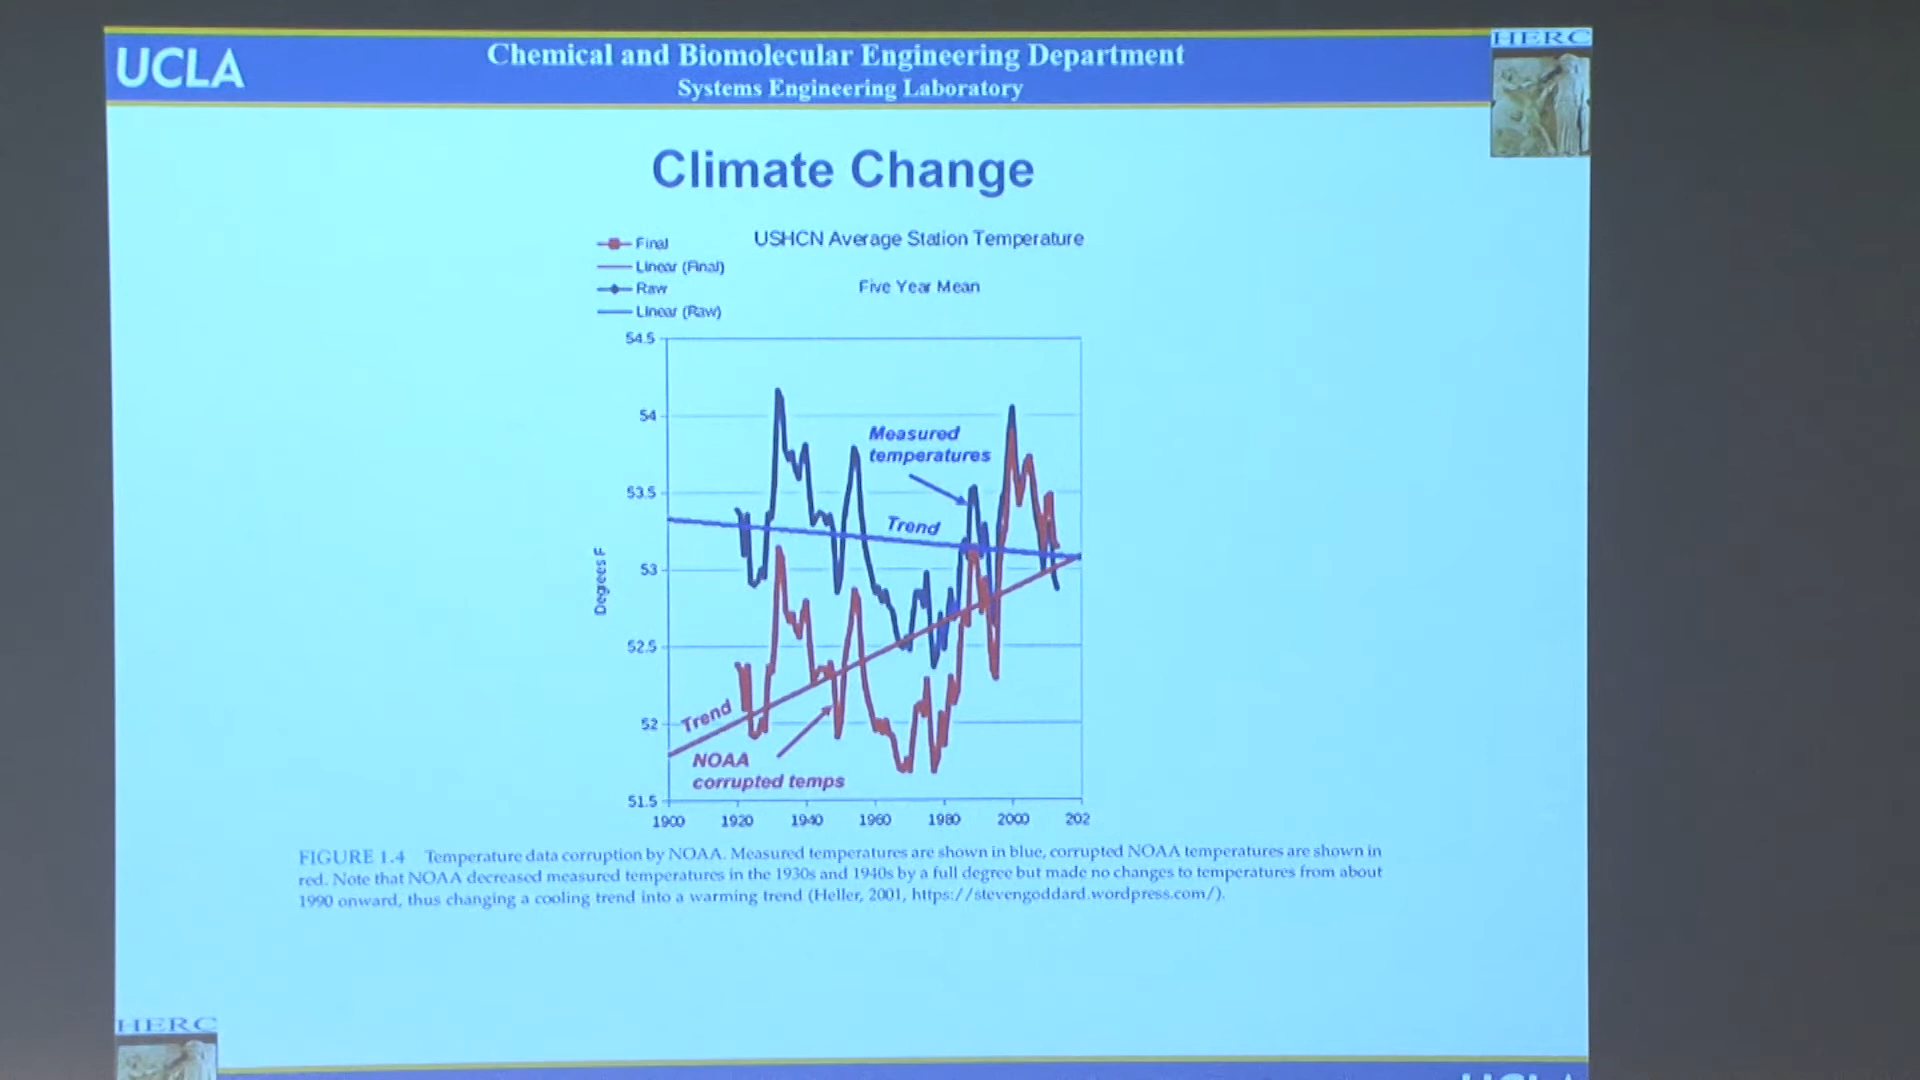 UCLA
Chemical and Biomolecular Engineering Department
Systems Engineering Laboratory
HERC
Climate Change
USHCN Average Station Temperature
Five Year Mean
Final
Linear (Final)
Raw
Linear (Raw)
54.5
54
53.5
53
52.5
52
51.5
Degrees F
Measured
temperatures
Trend
Trend
NOAA
corrupted temps
1900 1920 1940 1960 1980 2000 202
FIGURE 1.4 Temperature data corruption by NOAA. Measured temperatures are shown in blue, corrupted NOAA temperatures are shown in
red. Note that NOAA decreased measured temperatures in the 1930s and 1940s by a full degree but made no changes to temperatures from about
1990 onward, thus changing a cooling trend into a warming trend (Heller, 2001, https://stevengoddard.wordpress.com/).
HERC
UCLA